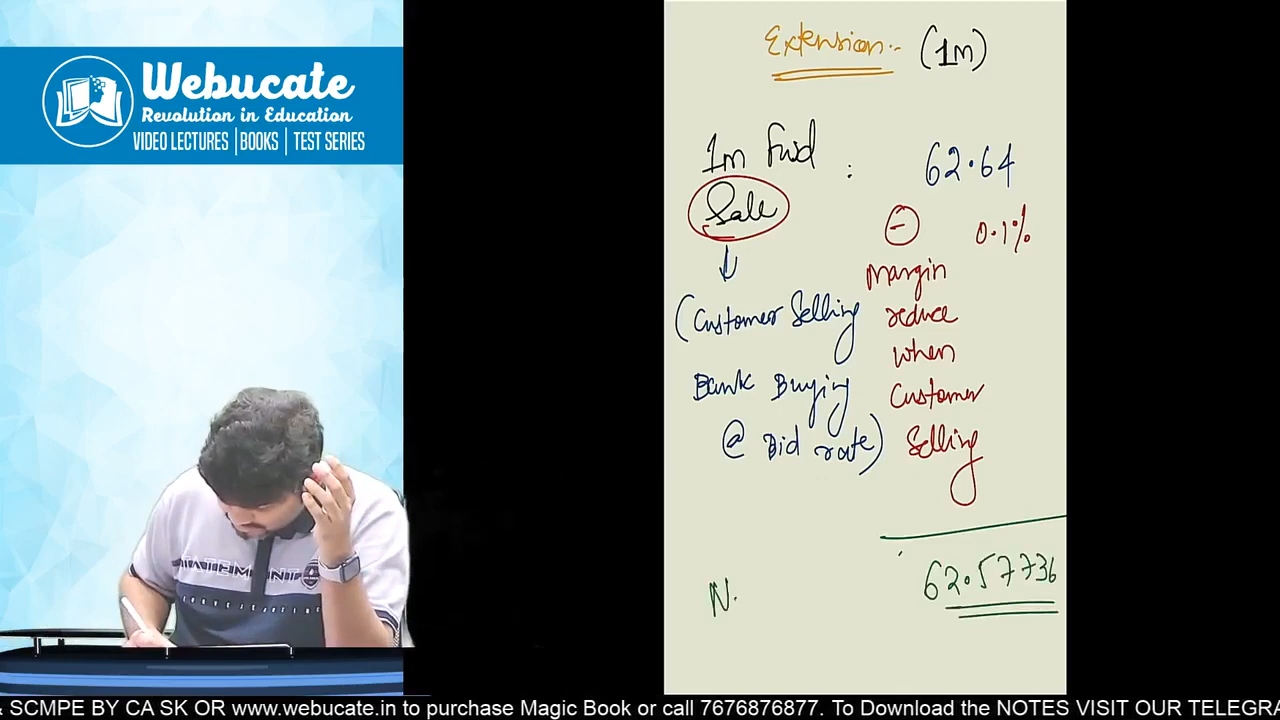 Webucate
Revolution in Education
VIDEO LECTURES | BOOKS | TEST SERIES
Extension:- (1m)
1m Fwd : 62.64
Sale - 0.1%
(Customer Selling
Bank Buying
@ Bid rate)
Margin
reduce
when
Customer
Selling
N. 62.57736
& SCMPE BY CA SK OR www.webucate.in to purchase Magic Book or call 7676876877. To Download the NOTES VISIT OUR TELEGRA